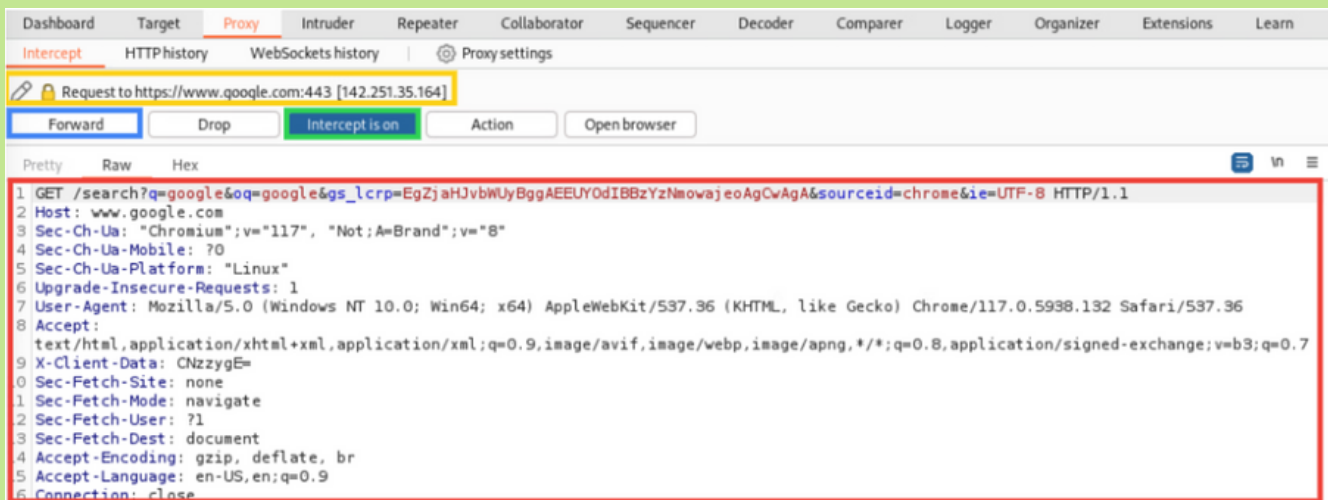 Dashboard Target Proxy Intruder Repeater Collaborator Sequencer Decoder Comparer Logger Organizer Extensions Learn
Intercept HTTP history WebSockets history Proxy settings
Request to https://www.google.com:443 [142.251.35.164]
Forward Drop Intercept is on Action Open browser
Pretty Raw Hex \n
1 GET /search?q=google&oq=google&gs_lcrp=EgZjaHJvbWUyBggAEEUYOdIBBzYzNmowajeoAgCwAgA&sourceid=chrome&ie=UTF-8 HTTP/1.1
2 Host: www.google.com
3 Sec-Ch-Ua: "Chromium";v="117", "Not;A=Brand";v="8"
4 Sec-Ch-Ua-Mobile: ?0
5 Sec-Ch-Ua-Platform: "Linux"
6 Upgrade-Insecure-Requests: 1
7 User-Agent: Mozilla/5.0 (Windows NT 10.0; Win64; x64) AppleWebKit/537.36 (KHTML, like Gecko) Chrome/117.0.5938.132 Safari/537.36
8 Accept:
text/html,application/xhtml+xml,application/xml;q=0.9,image/avif,image/webp,image/apng,*/*;q=0.8,application/signed-exchange;v=b3;q=0.7
9 X-Client-Data: CNzzygE=
0 Sec-Fetch-Site: none
1 Sec-Fetch-Mode: navigate
2 Sec-Fetch-User: ?1
3 Sec-Fetch-Dest: document
4 Accept-Encoding: gzip, deflate, br
5 Accept-Language: en-US,en;q=0.9
6 Connection: close